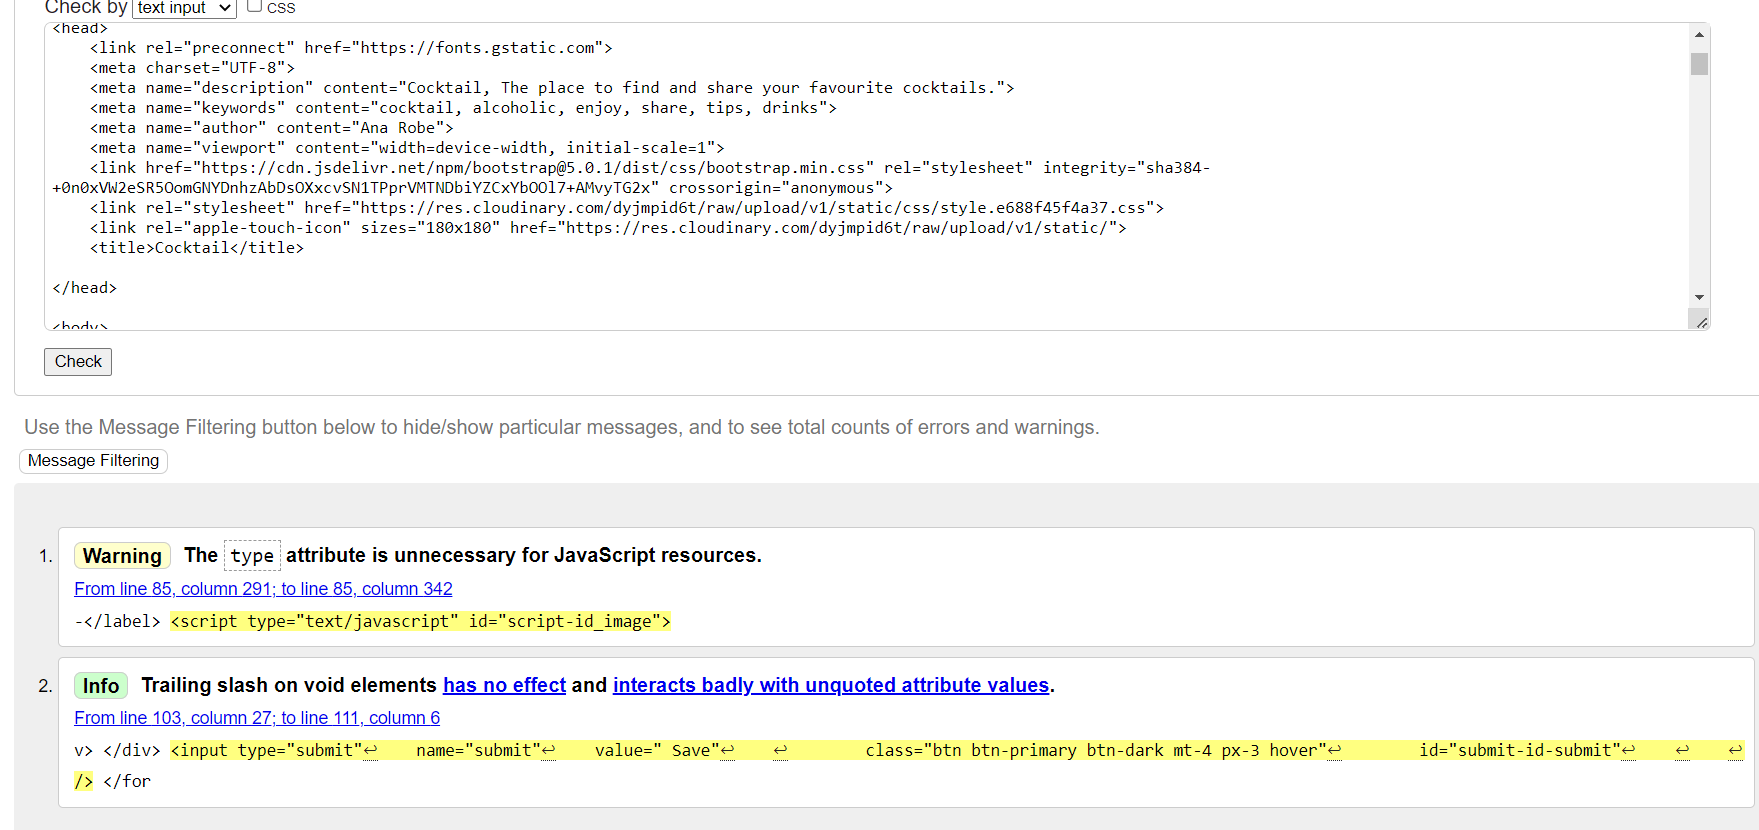 Check by text input CSS
<head>
<link rel="preconnect" href="https://fonts.gstatic.com">
<meta charset="UTF-8">
<meta name="description" content="Cocktail, The place to find and share your favourite cocktails.">
<meta name="keywords" content="cocktail, alcoholic, enjoy, share, tips, drinks">
<meta name="author" content="Ana Robe">
<meta name="viewport" content="width=device-width, initial-scale=1">
<link href="https://cdn.jsdelivr.net/npm/bootstrap@5.0.1/dist/css/bootstrap.min.css" rel="stylesheet" integrity="sha384-
+0n0xVW2eSR5OomGNYDnhzAbDsOXxcvSN1TPprVMTNDbiYZCxYbOOl7+AMvyTG2x" crossorigin="anonymous">
<link rel="stylesheet" href="https://res.cloudinary.com/dyjmpid6t/raw/upload/v1/static/css/style.e688f45f4a37.css">
<link rel="apple-touch-icon" sizes="180x180" href="https://res.cloudinary.com/dyjmpid6t/raw/upload/v1/static/">
<title>Cocktail</title>
</head>
<body>
Check
Use the Message Filtering button below to hide/show particular messages, and to see total counts of errors and warnings.
Message Filtering
1. Warning The type attribute is unnecessary for JavaScript resources.
From line 85, column 291; to line 85, column 342
-</label> <script type="text/javascript" id="script-id_image">
2. Info Trailing slash on void elements has no effect and interacts badly with unquoted attribute values.
From line 103, column 27; to line 111, column 6
v> </div> <input type="submit"↩ name="submit"↩ value=" Save"↩ ↩ class="btn btn-primary btn-dark mt-4 px-3 hover"↩ id="submit-id-submit"↩ ↩ ↩
/> </for